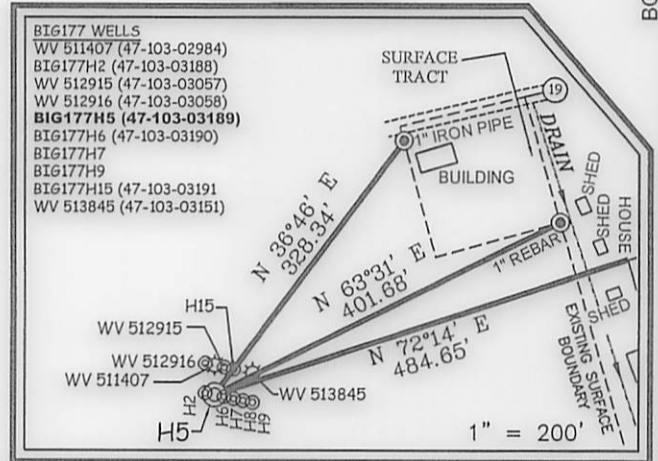 BIG177 WELLS
WV 511407 (47-103-02984)
BIG177H2 (47-103-03188)
WV 512915 (47-103-03057)
WV 512916 (47-103-03058)
BIG177H5 (47-103-03189)
BIG177H6 (47-103-03190)
BIG177H7
BIG177H9
BIG177H15 (47-103-03191
WV 513845 (47-103-03151)
SURFACE
TRACT
19
1" IRON PIPE
DRAIN
BUILDING
SHED
SHED
HOUSE
1" REBAR
SHED
N 36°46' E
328.34'
N 63°31' E
401.68'
N 72°14' E
484.65'
EXISTING SURFACE
BOUNDARY
H15
WV 512915
WV 512916
WV 511407
WV 513845
H2
H5
H6
H7
H8
H9
1" = 200'
BO